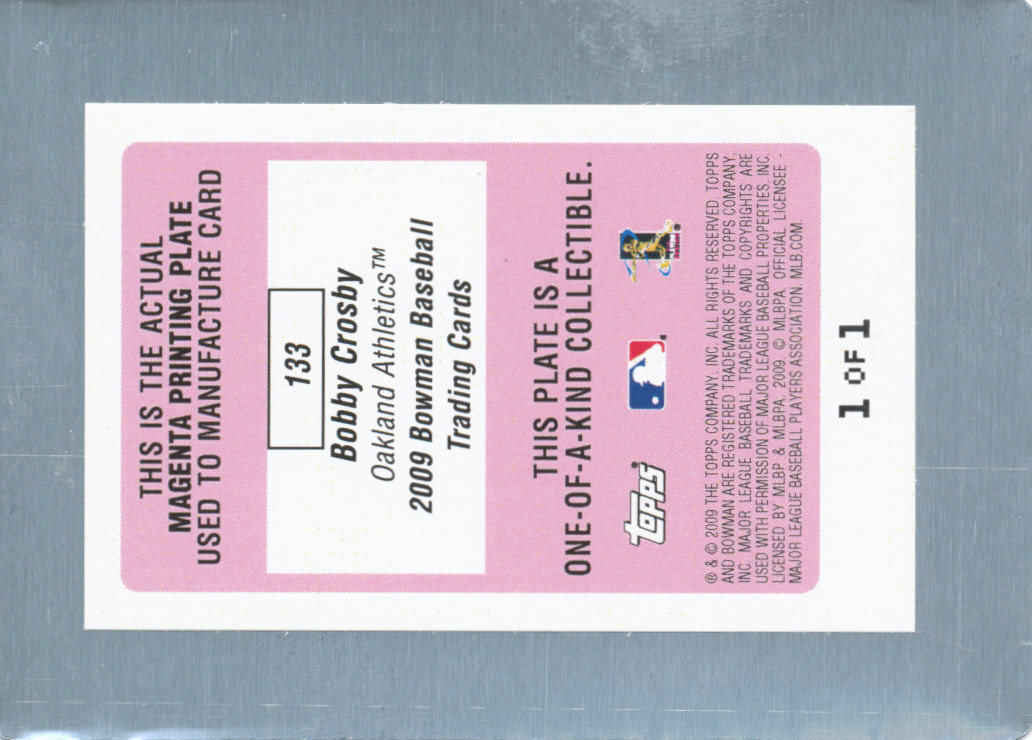 THIS IS THE ACTUAL
MAGENTA PRINTING PLATE
USED TO MANUFACTURE CARD
133
Bobby Crosby
Oakland Athletics™
2009 Bowman Baseball
Trading Cards
THIS PLATE IS A
ONE-OF-A-KIND COLLECTIBLE.
Topps®
® & © 2009 THE TOPPS COMPANY, INC. ALL RIGHTS RESERVED. TOPPS
AND BOWMAN ARE REGISTERED TRADEMARKS OF THE TOPPS COMPANY,
INC. MAJOR LEAGUE BASEBALL TRADEMARKS AND COPYRIGHTS ARE
USED WITH PERMISSION OF MAJOR LEAGUE BASEBALL PROPERTIES, INC.
LICENSED BY MLBP & MLBPA, 2009. © MLBPA. OFFICIAL LICENSEE -
MAJOR LEAGUE BASEBALL PLAYERS ASSOCIATION. MLB.COM.
1 OF 1